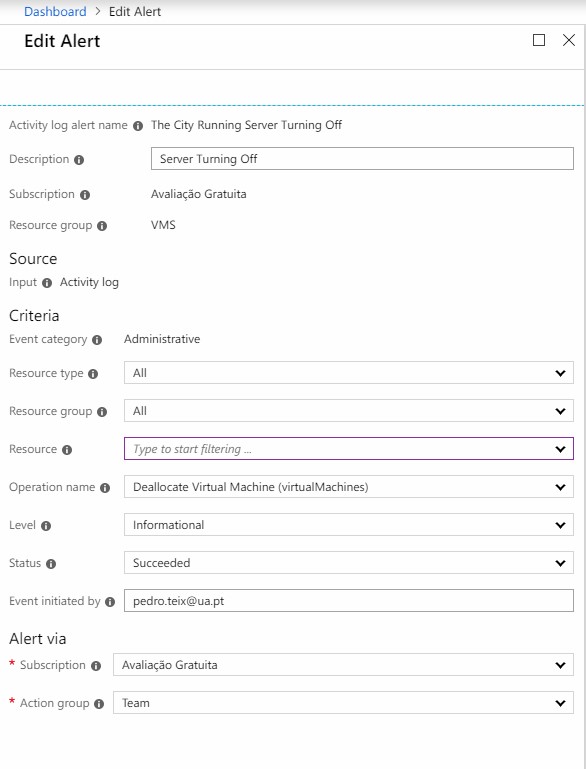 Dashboard > Edit Alert
Edit Alert
Activity log alert name The City Running Server Turning Off
Description Server Turning Off
Subscription Avaliação Gratuita
Resource group VMS
Source
Input Activity log
Criteria
Event category Administrative
Resource type All
Resource group All
Resource Type to start filtering ...
Operation name Deallocate Virtual Machine (virtualMachines)
Level Informational
Status Succeeded
Event initiated by pedro.teix@ua.pt
Alert via
* Subscription Avaliação Gratuita
* Action group Team